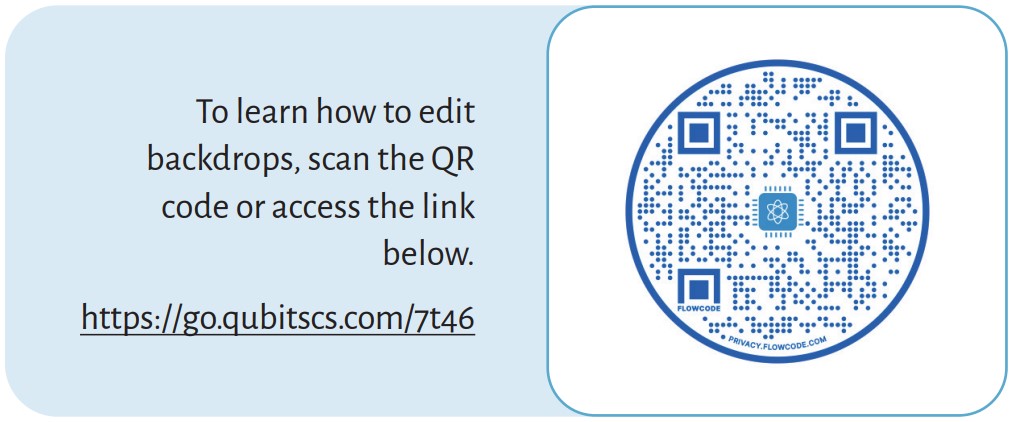 To learn how to edit
backdrops, scan the QR
code or access the link
below.
https://go.qubitscs.com/7t46
FLOWCODE
PRIVACY.FLOWCODE.COM